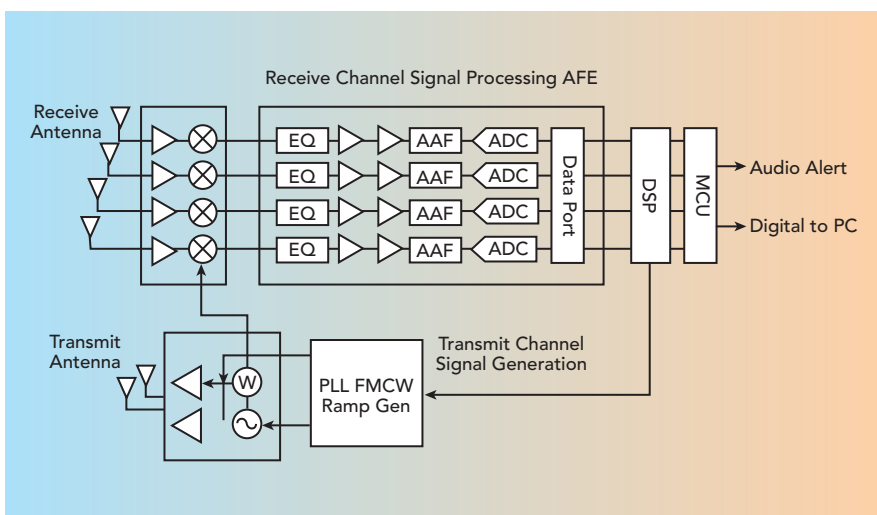 Receive Channel Signal Processing AFE
Receive
Antenna
EQ
AAF
ADC
EQ
AAF
ADC
EQ
AAF
ADC
EQ
AAF
ADC
Data Port
DSP
MCU
Audio Alert
Digital to PC
Transmit
Antenna
W
PLL FMCW
Ramp Gen
Transmit Channel
Signal Generation